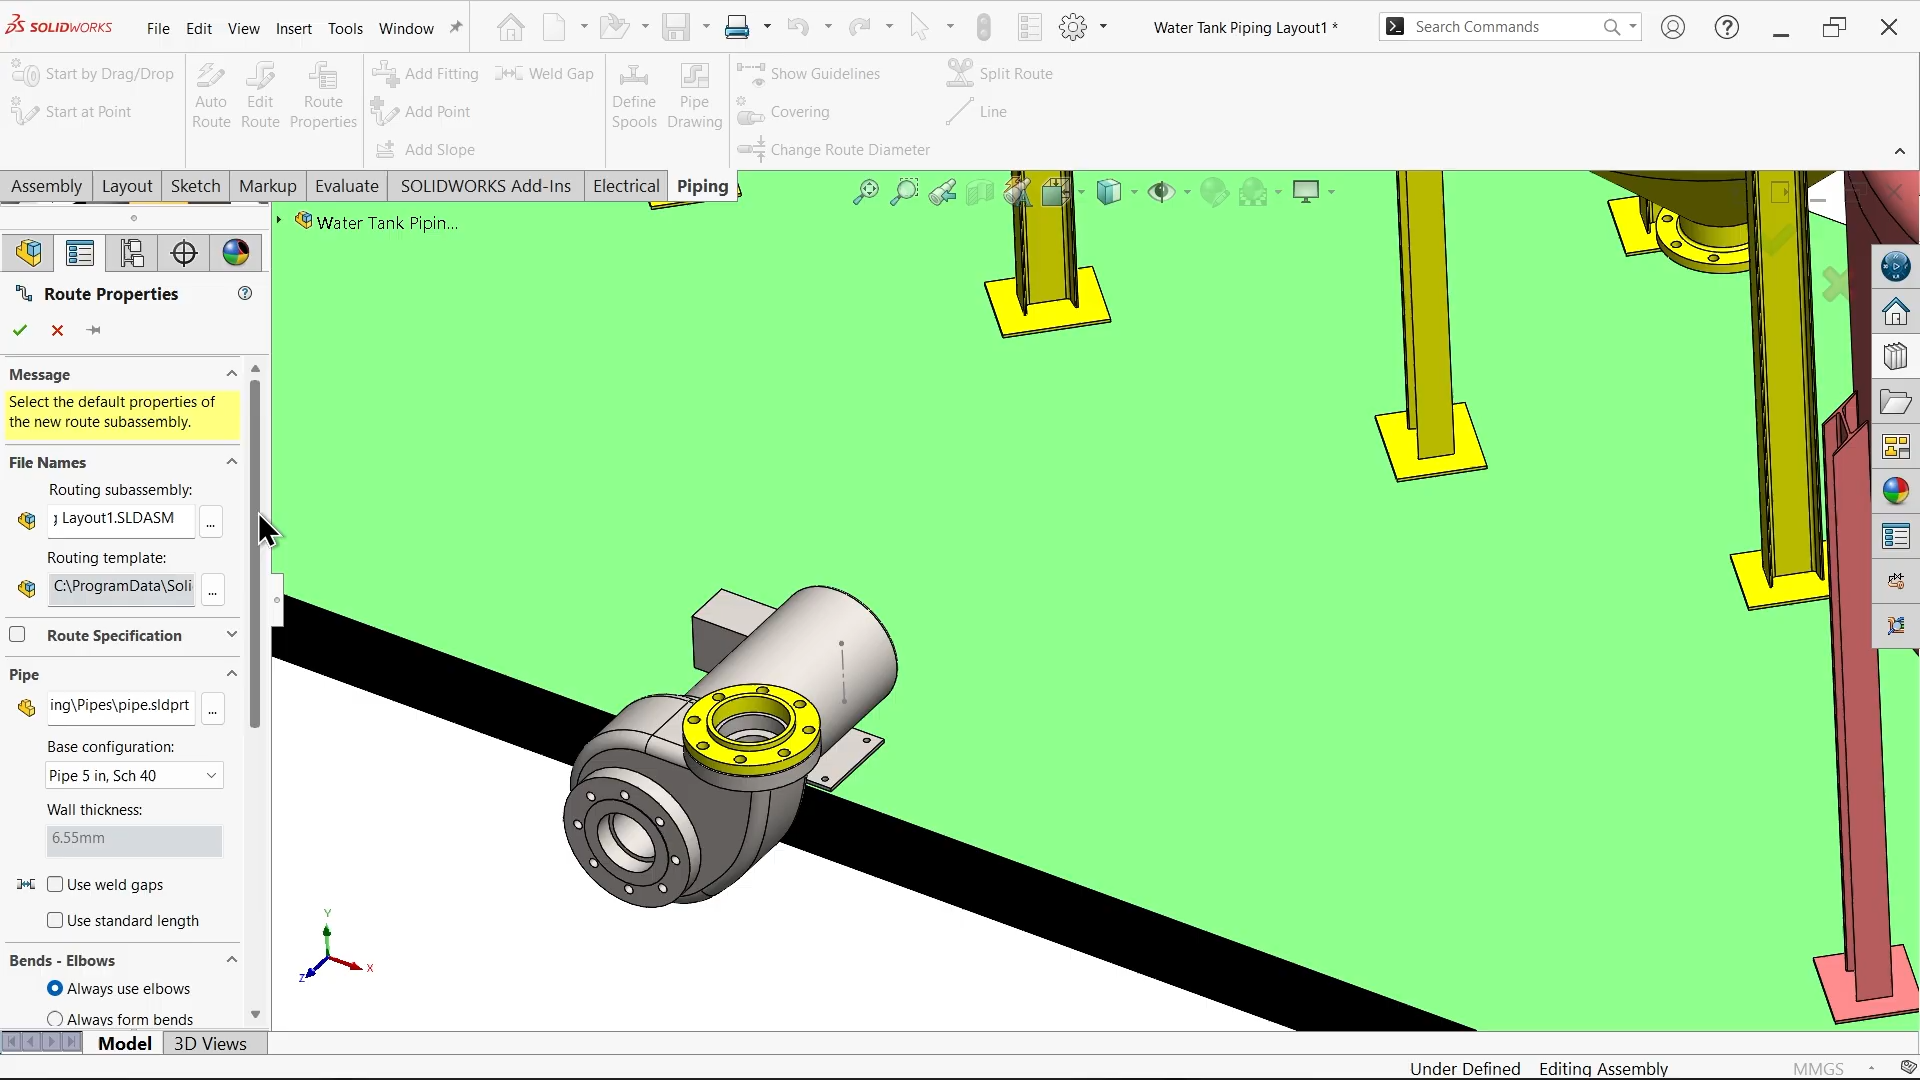 SOLIDWORKS
File Edit View Insert Tools Window
Water Tank Piping Layout1 *
Search Commands
Start by Drag/Drop
Start at Point
Auto Route
Edit Route
Route Properties
Add Fitting
Weld Gap
Add Point
Add Slope
Define Spools
Pipe Drawing
Show Guidelines
Covering
Change Route Diameter
Split Route
Line
Assembly Layout Sketch Markup Evaluate SOLIDWORKS Add-Ins Electrical Piping
Water Tank Pipin...
Route Properties
Message
Select the default properties of
the new route subassembly.
File Names
Routing subassembly:
g Layout1.SLDASM
...
Routing template:
C:\ProgramData\Soli
...
Route Specification
Pipe
ing\Pipes\pipe.sldprt
...
Base configuration:
Pipe 5 in, Sch 40
Wall thickness:
6.55mm
Use weld gaps
Use standard length
Bends - Elbows
Always use elbows
Always form bends
Y
X
Z
Model 3D Views
Under Defined Editing Assembly MMGS